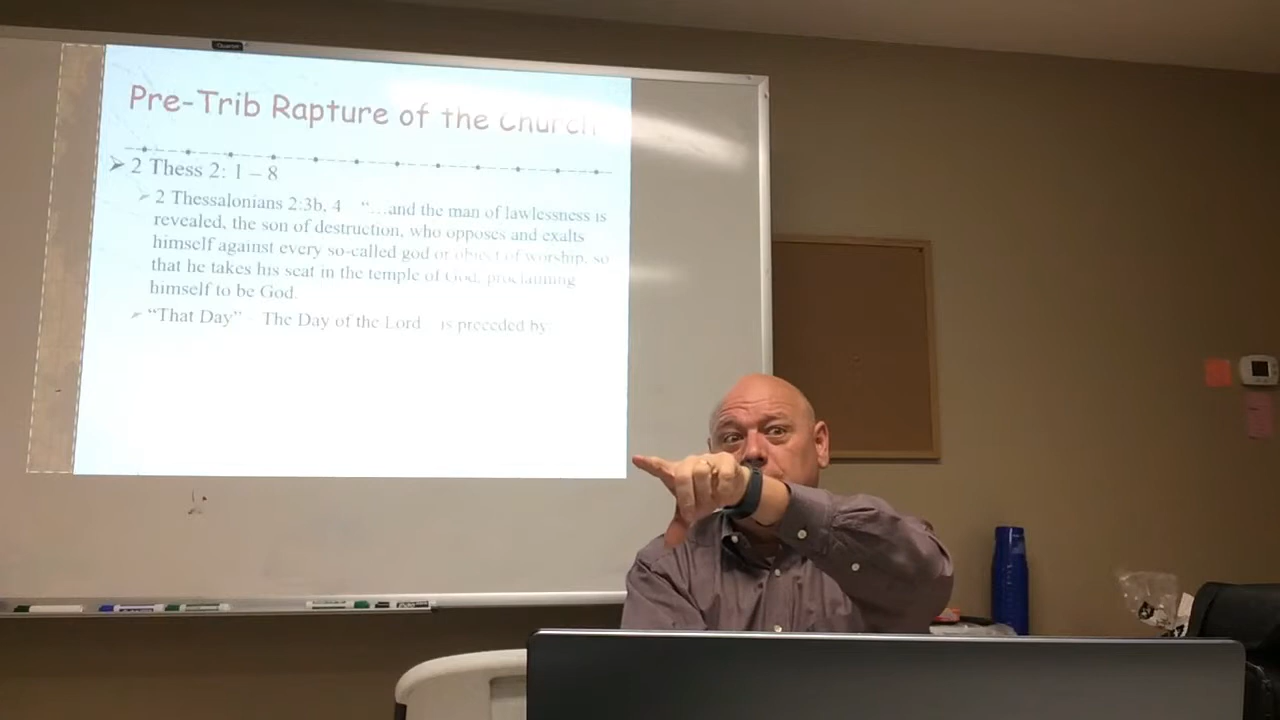 Pre-Trib Rapture of the Church
2 Thess 2: 1 – 8
2 Thessalonians 2:3b, 4 “…and the man of lawlessness is
revealed, the son of destruction, who opposes and exalts
himself against every so-called god or object of worship, so
that he takes his seat in the temple of God, proclaiming
himself to be God.
“That Day” – The Day of the Lord – is preceded by:
Quartet